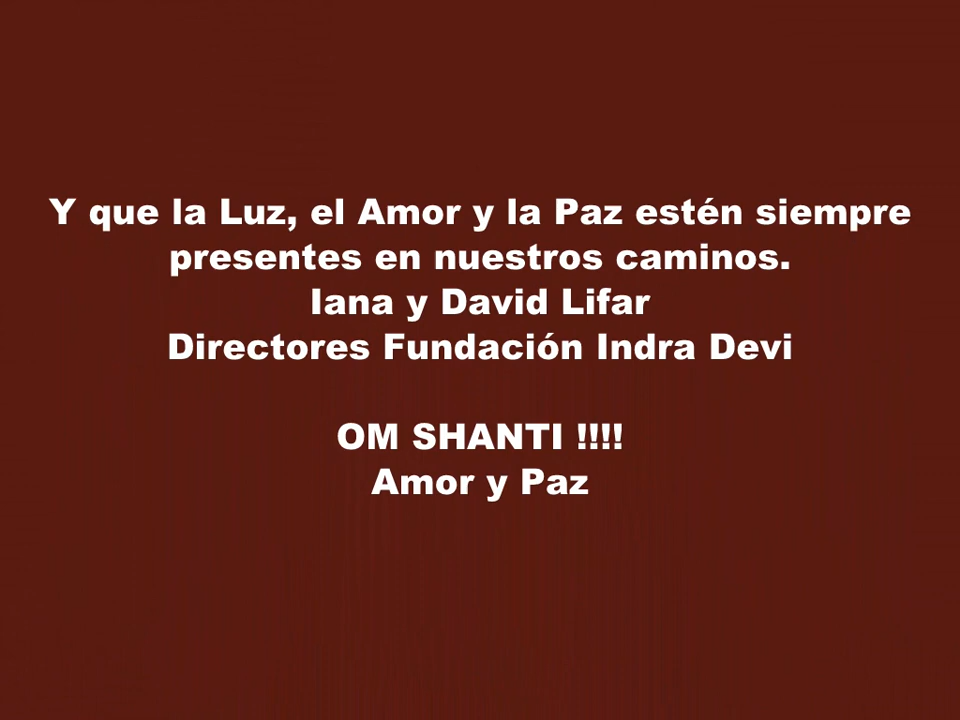 Y que la Luz, el Amor y la Paz estén siempre
presentes en nuestros caminos.
Iana y David Lifar
Directores Fundación Indra Devi
OM SHANTI !!!!
Amor y Paz